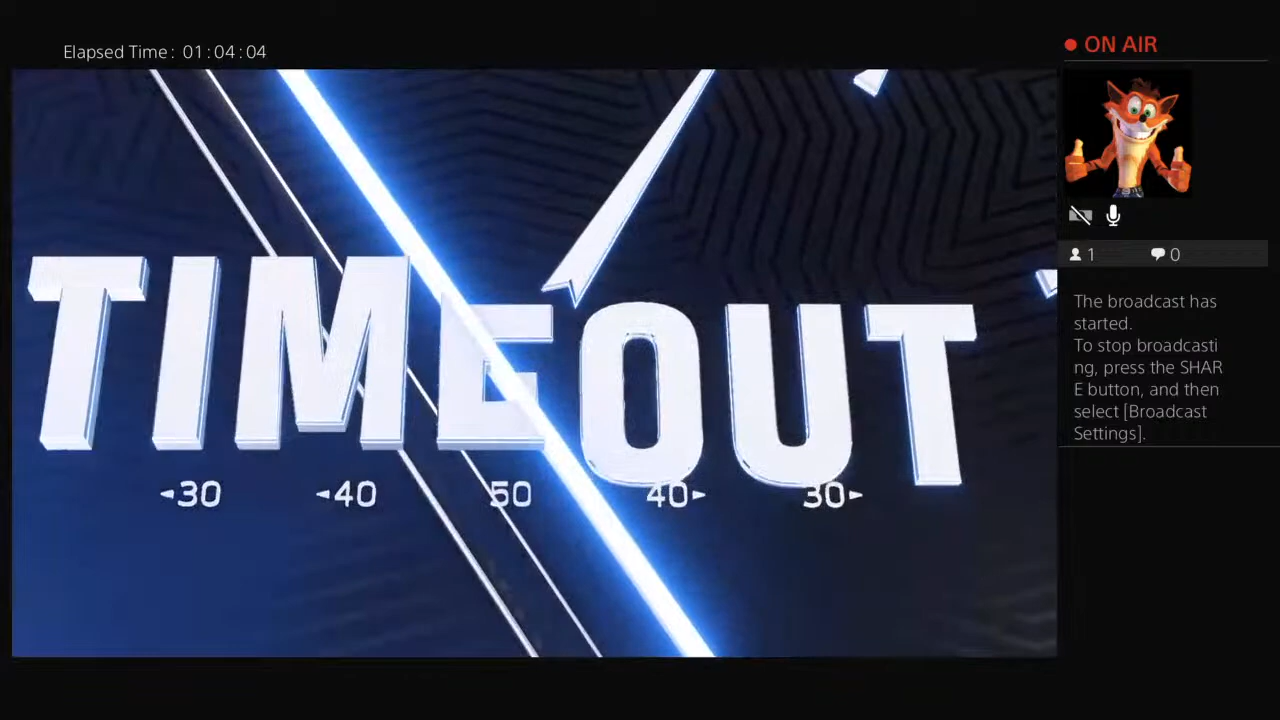 Elapsed Time: 01:04:04
ON AIR
TIMEOUT
◄30 ◄40 50 40► 30►
1 0
The broadcast has
started.
To stop broadcasti
ng, press the SHAR
E button, and then
select [Broadcast
Settings].